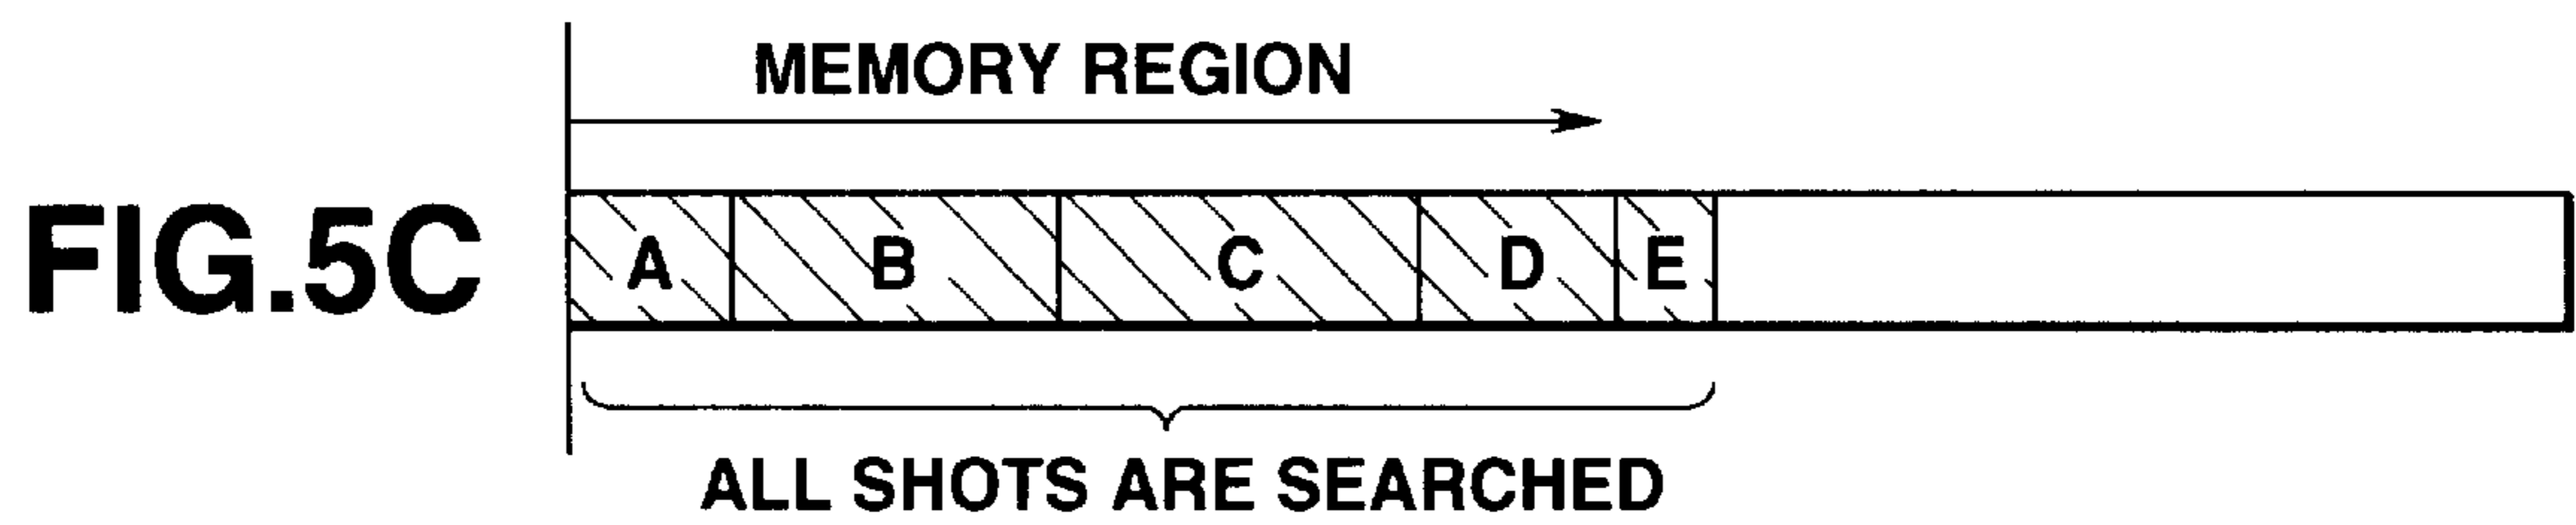 MEMORY REGION
FIG.5C
A B C D E
ALL SHOTS ARE SEARCHED